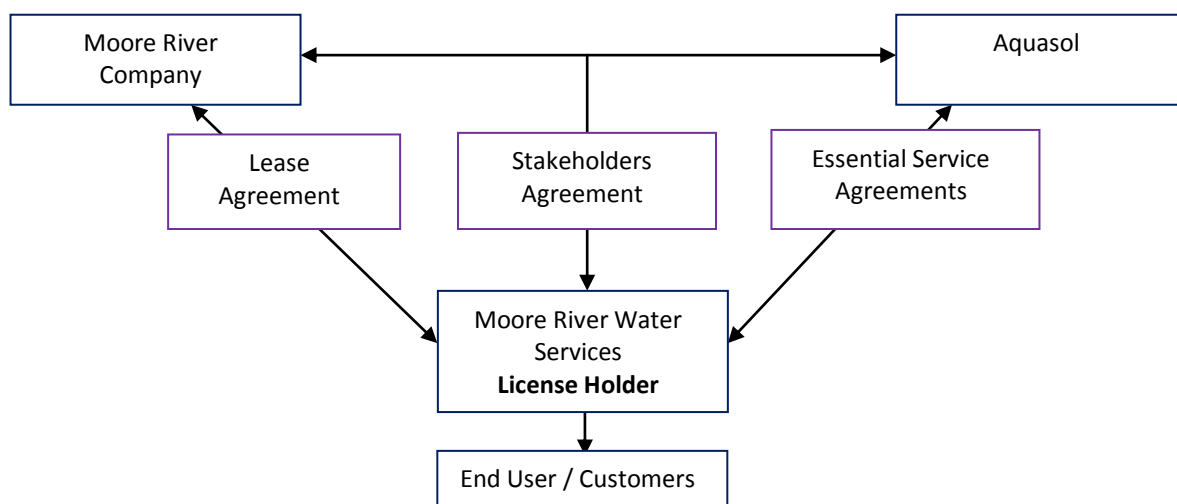 Moore River
Company
Aquasol
Lease
Agreement
Stakeholders
Agreement
Essential Service
Agreements
Moore River Water
Services
License Holder
End User / Customers